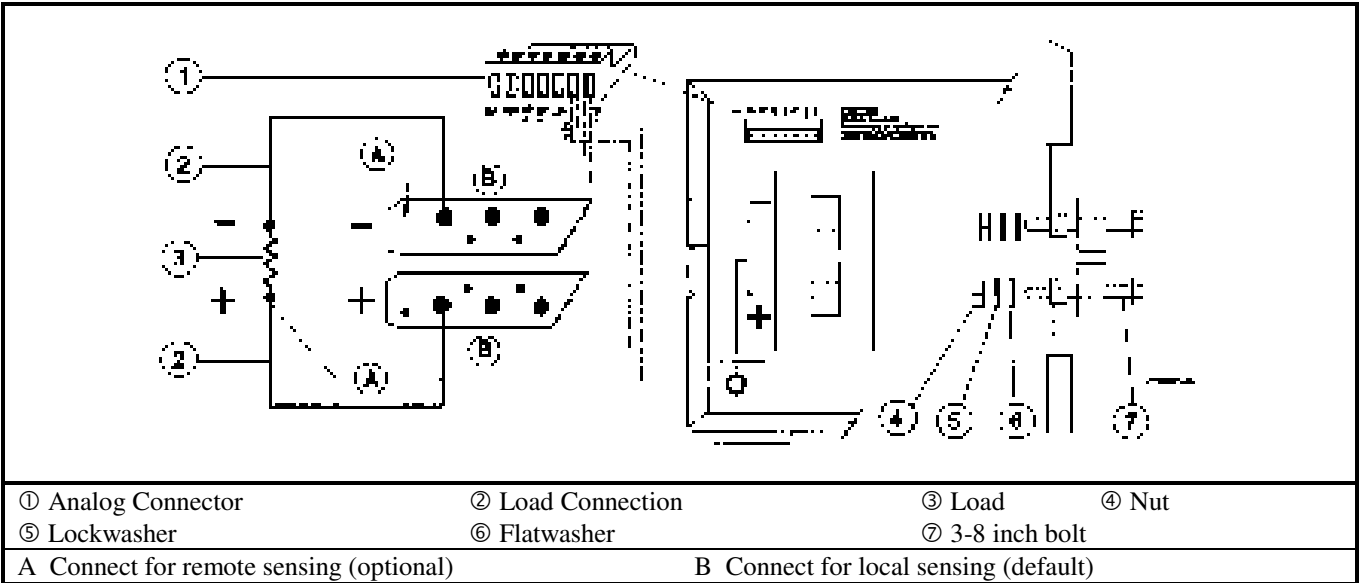 ①
②
A
B
- -
③
+ +
B
②
A
+
④ ⑤ ⑥ ⑦
① Analog Connector ② Load Connection ③ Load ④ Nut
⑤ Lockwasher ⑥ Flatwasher ⑦ 3-8 inch bolt
A Connect for remote sensing (optional) B Connect for local sensing (default)